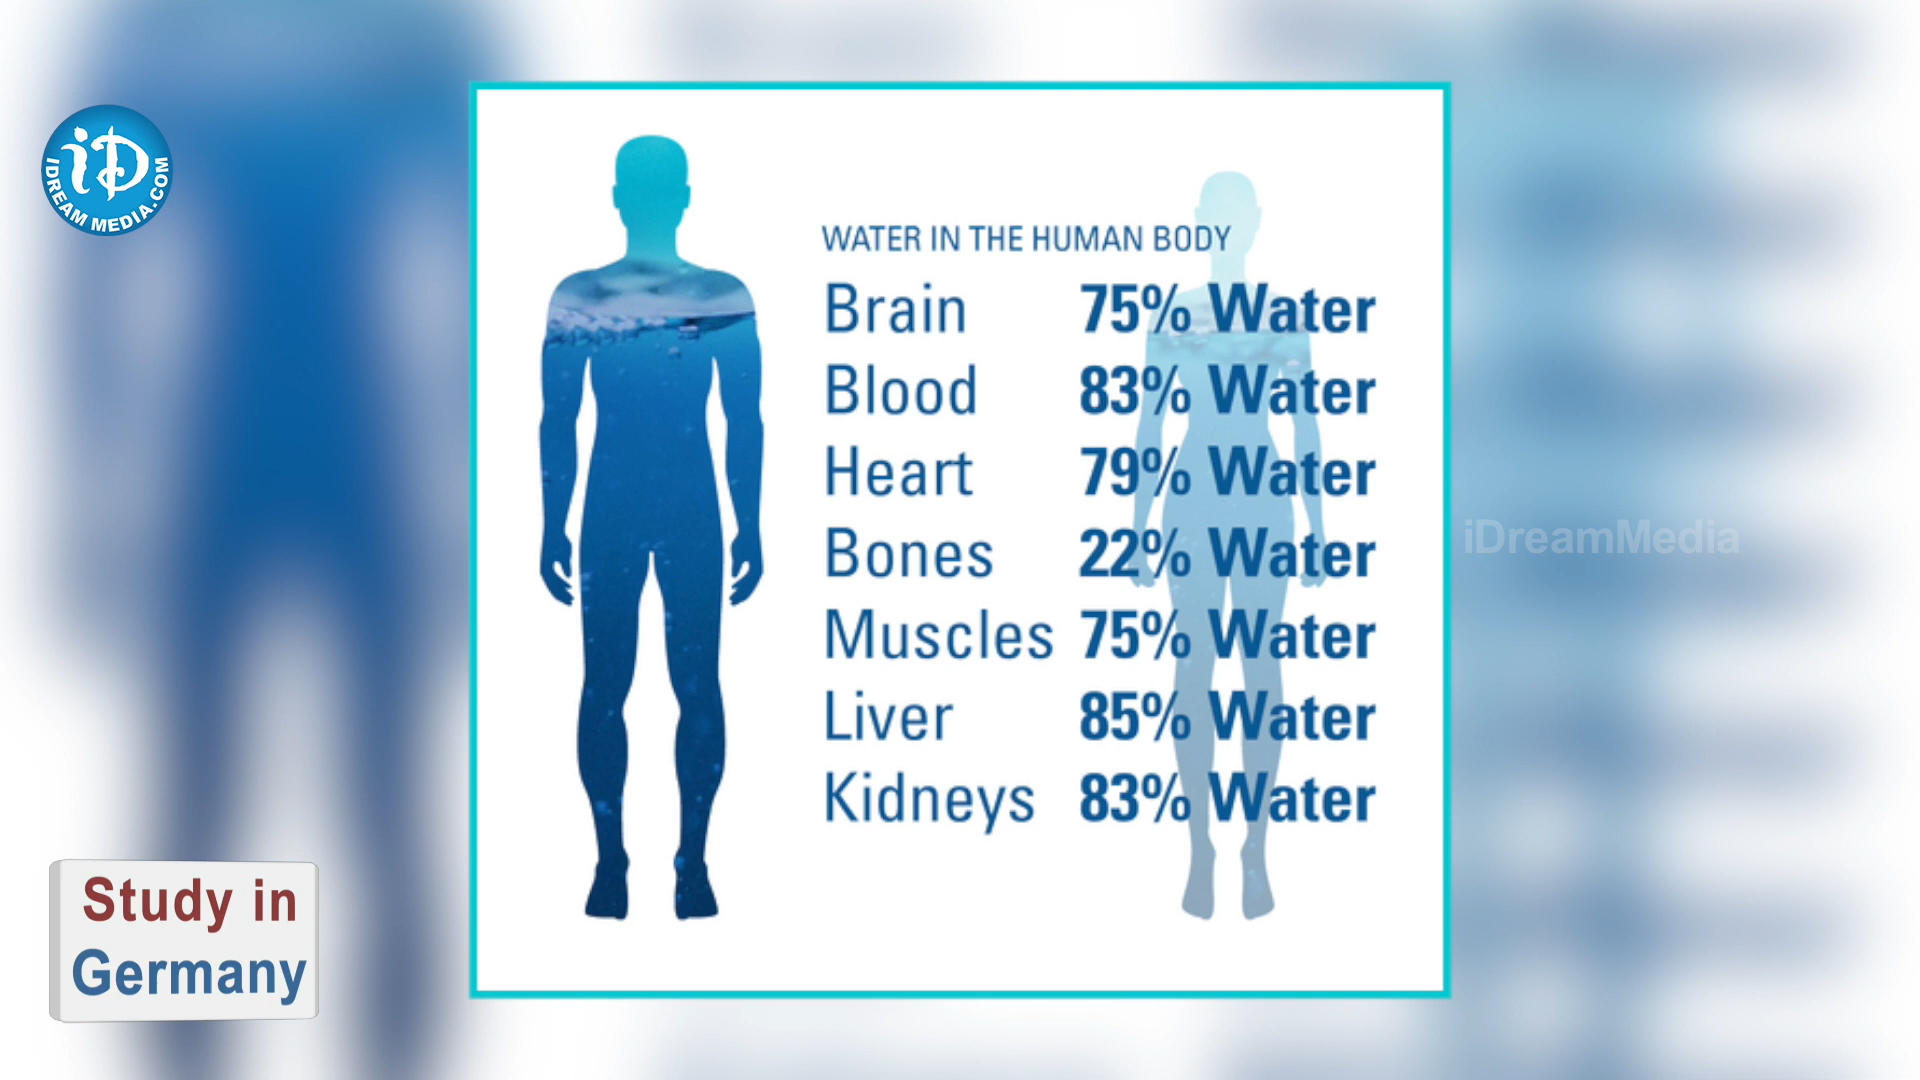 iD
IDREAM MEDIA.COM
WATER IN THE HUMAN BODY
Brain 75% Water
Blood 83% Water
Heart 79% Water
Bones 22% Water
Muscles 75% Water
Liver 85% Water
Kidneys 83% Water
iDreamMedia
Study in
Germany